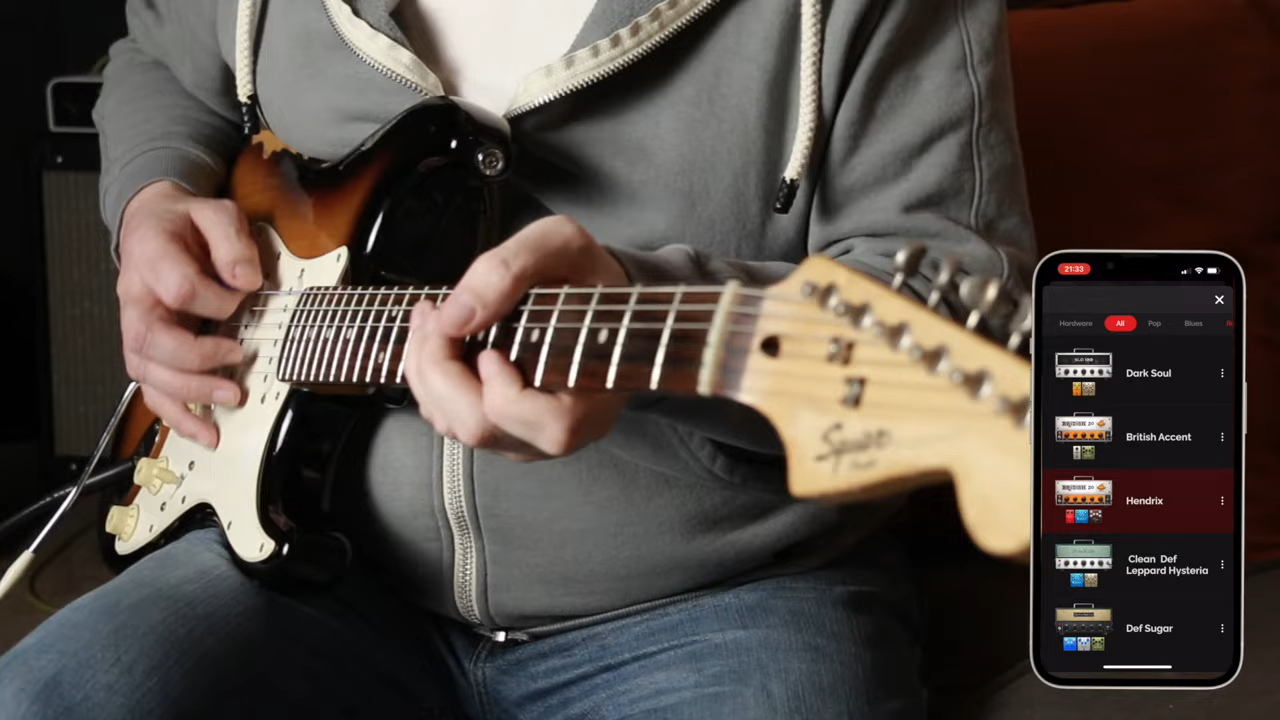 Squier
21:33
Hardware
All
Pop
Blues
Dark Soul
British Accent
Hendrix
Clean Def
Leppard Hysteria
Def Sugar